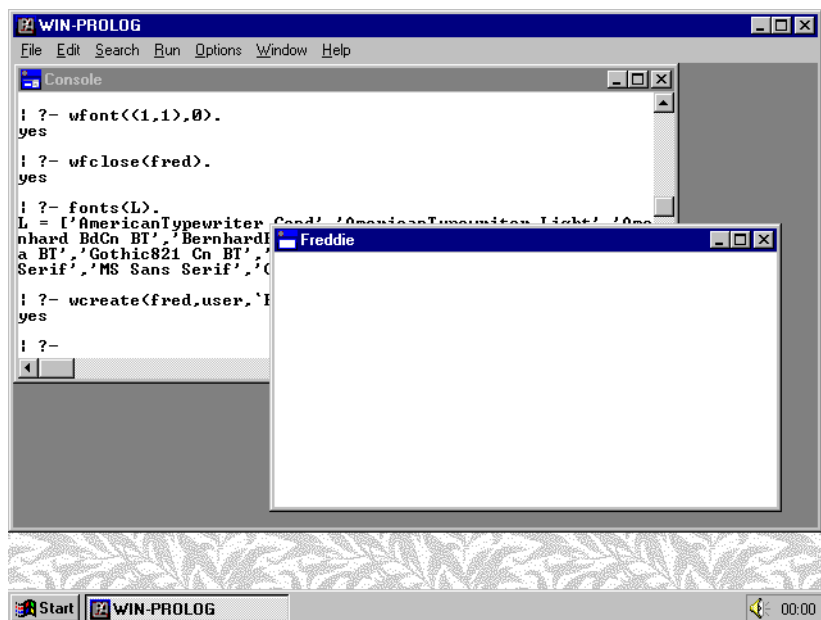 WIN-PROLOG
File Edit Search Run Options Window Help
Console
| ?- wfont((1,1),0).
yes
| ?- wfclose(fred).
yes
| ?- fonts(L).
L = ['AmericanTypewriter Cond','AmericanTypewriter Light','Ame
nhard BdCn BT','Bernhard
a BT','Gothic821 Cn BT','
Serif','MS Sans Serif','
| ?- wcreate(fred,user,`
yes
| ?-
Freddie
Start WIN-PROLOG 00:00